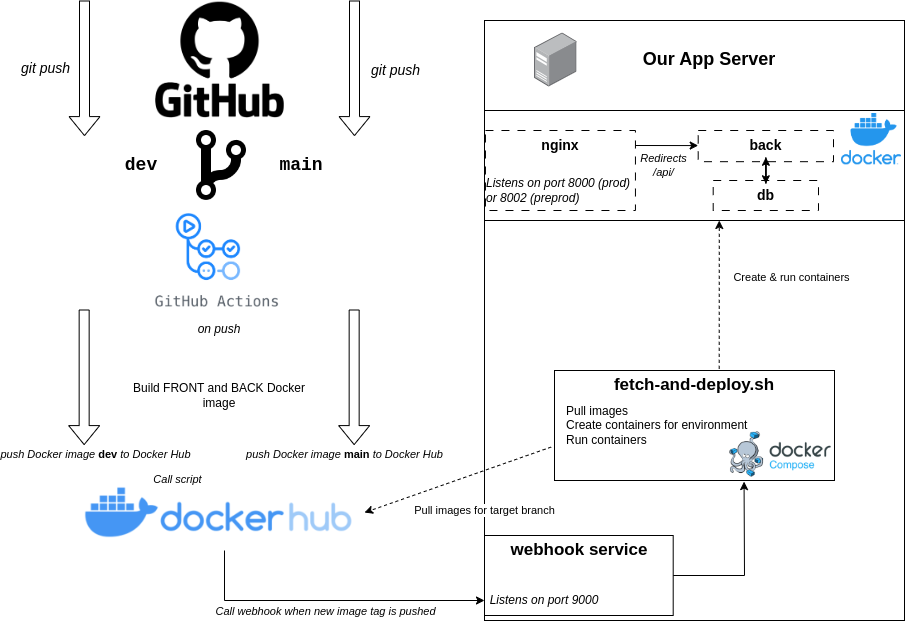 git push
git push
GitHub
dev
main
GitHub Actions
on push
Build FRONT and BACK Docker
image
push Docker image dev to Docker Hub
push Docker image main to Docker Hub
Call script
docker hub
Call webhook when new image tag is pushed
Our App Server
nginx
Listens on port 8000 (prod)
or 8002 (preprod)
Redirects
/api/
back
db
docker
Create & run containers
fetch-and-deploy.sh
Pull images
Create containers for environment
Run containers
docker
Compose
Pull images for target branch
webhook service
Listens on port 9000